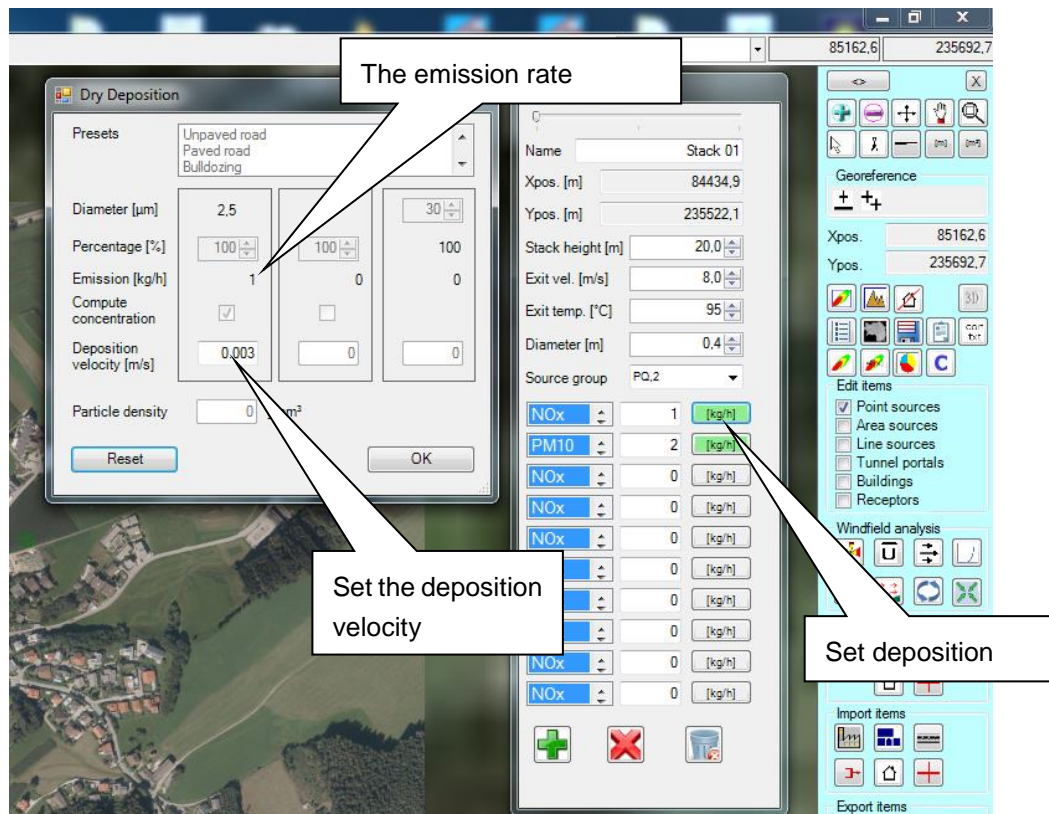 85162,6 235692,7
The emission rate
Dry Deposition
Presets
Unpaved road
Paved road
Bulldozing
Diameter [µm] 2,5 30
Percentage [%] 100 100 100
Emission [kg/h] 1 0 0
Compute
concentration
Deposition
velocity [m/s] 0,003 0 0
Particle density 0
Reset OK
Set the deposition
velocity
Name Stack 01
Xpos. [m] 84434,9
Ypos. [m] 235522,1
Stack height [m] 20,0
Exit vel. [m/s] 8,0
Exit temp. [°C] 95
Diameter [m] 0,4
Source group PQ,2
NOx 1 [kg/h]
PM10 2 [kg/h]
NOx 0 [kg/h]
NOx 0 [kg/h]
NOx 0 [kg/h]
0 [kg/h]
0 [kg/h]
0 [kg/h]
NOx 0 [kg/h]
NOx 0 [kg/h]
Set deposition
<> X
Georeference
Xpos. 85162,6
Ypos. 235692,7
3D
C
Edit items
Point sources
Area sources
Line sources
Tunnel portals
Buildings
Receptors
Windfield analysis
Import items
Export items